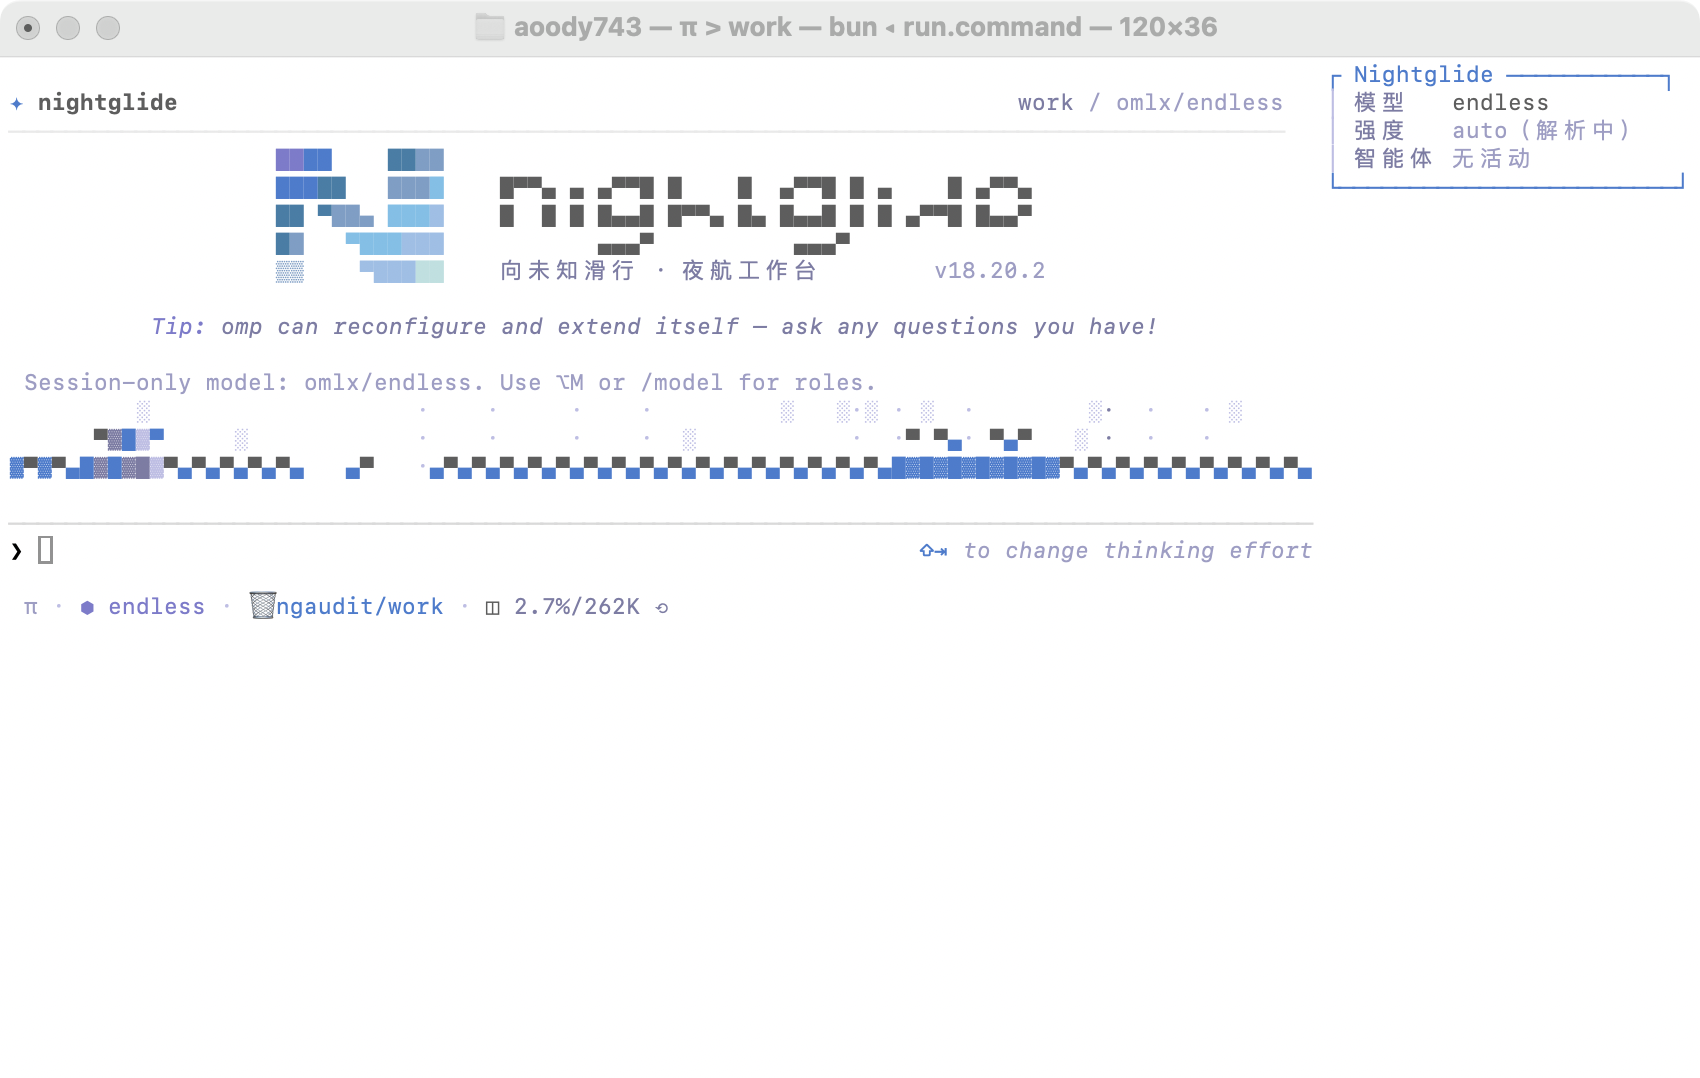 aoody743 — π > work — bun ◂ run.command — 120×36
✦ nightglide
work / omlx/endless
Nightglide
模型 endless
强度 auto (解析中)
智能体 无活动
nightglide
向未知滑行 · 夜航工作台 v18.20.2
Tip: omp can reconfigure and extend itself — ask any questions you have!
Session-only model: omlx/endless. Use ⌥M or /model for roles.
❯
⇧⇥ to change thinking effort
π · ⬢ endless · 🗑ngaudit/work · ◫ 2.7%/262K ⟲